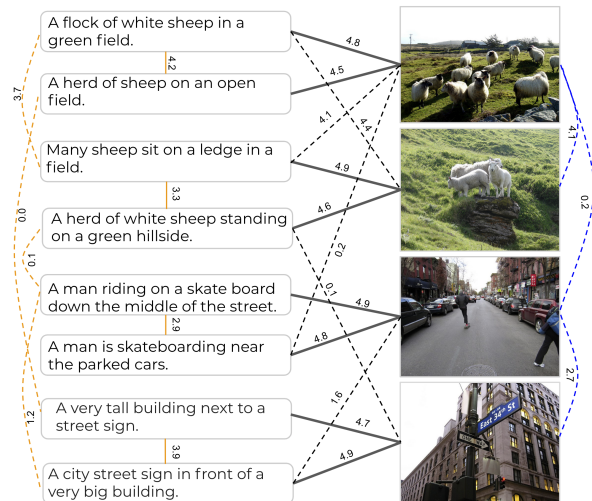 A flock of white sheep in a
green field.
4.8
4.2
4.5
A herd of sheep on an open
field.
3.7
4.1
4.4
4.1
Many sheep sit on a ledge in a
field.
4.9
3.3
4.6
0.0
0.2
A herd of white sheep standing
on a green hillside.
0.2
0.1
0.1
A man riding on a skate board
down the middle of the street.
4.9
2.9
4.8
A man is skateboarding near
the parked cars.
2.7
1.6
1.2
A very tall building next to a
street sign.
4.7
3.9
4.9
A city street sign in front of a
very big building.
East 34th St